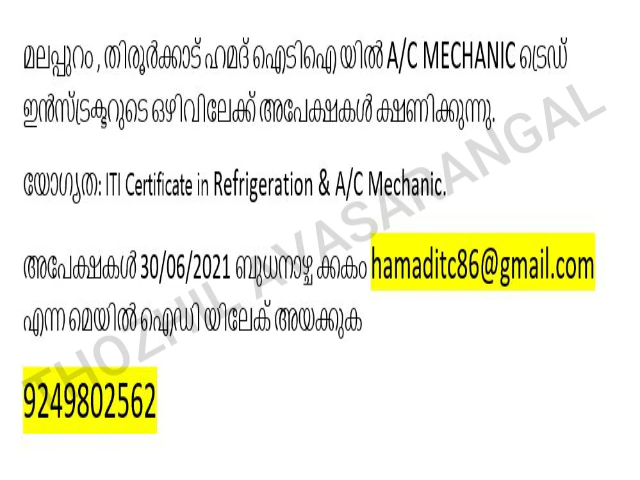 മലപ്പുറം , തിരൂർക്കാട് ഹമദ് ഐടിഐ യിൽ A/C MECHANIC ട്രെഡ്
ഇൻസ്ട്രക്ടറുടെ ഒഴിവിലേക്ക് അപേക്ഷകൾ ക്ഷണിക്കുന്നു.
യോഗ്യത: ITI Certificate in Refrigeration & A/C Mechanic.
അപേക്ഷകൾ 30/06/2021 ബുധനാഴ്ച ക്കകം hamaditc86@gmail.com
എന്ന മെയിൽ ഐഡി യിലേക് അയക്കുക
9249802562
THOZHIL AVASARANGAL